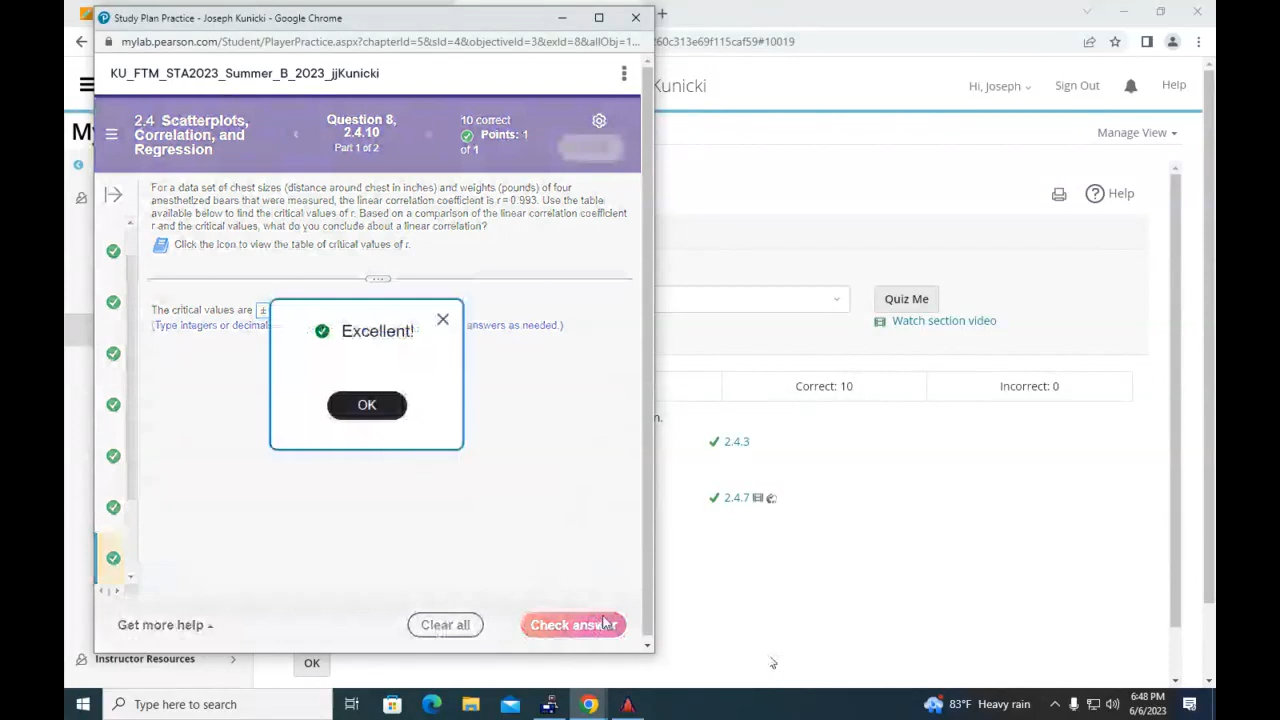 Study Plan Practice - Joseph Kunicki - Google Chrome
mylab.pearson.com/Student/PlayerPractice.aspx?chapterId=5&sId=4&objectiveId=3&exId=8&allObj=1...
60c313e69f115caf59#10019
KU_FTM_STA2023_Summer_B_2023_jjKunicki
Kunicki
Hi, Joseph
Sign Out
Help
My
Manage View
2.4 Scatterplots,
Correlation, and
Regression
Question 8,
2.4.10
Part 1 of 2
10 correct
Points: 1
of 1
For a data set of chest sizes (distance around chest in inches) and weights (pounds) of four
anesthetized bears that were measured, the linear correlation coefficient is r = 0.993. Use the table
available below to find the critical values of r. Based on a comparison of the linear correlation coefficient
r and the critical values, what do you conclude about a linear correlation?
Click the icon to view the table of critical values of r.
Help
The critical values are ±
(Type integers or decimals answers as needed.)
Excellent!
OK
Quiz Me
Watch section video
Correct: 10
Incorrect: 0
n.
2.4.3
2.4.7
Get more help
Clear all
Check answer
Instructor Resources
OK
Type here to search
83°F Heavy rain
6:48 PM
6/6/2023